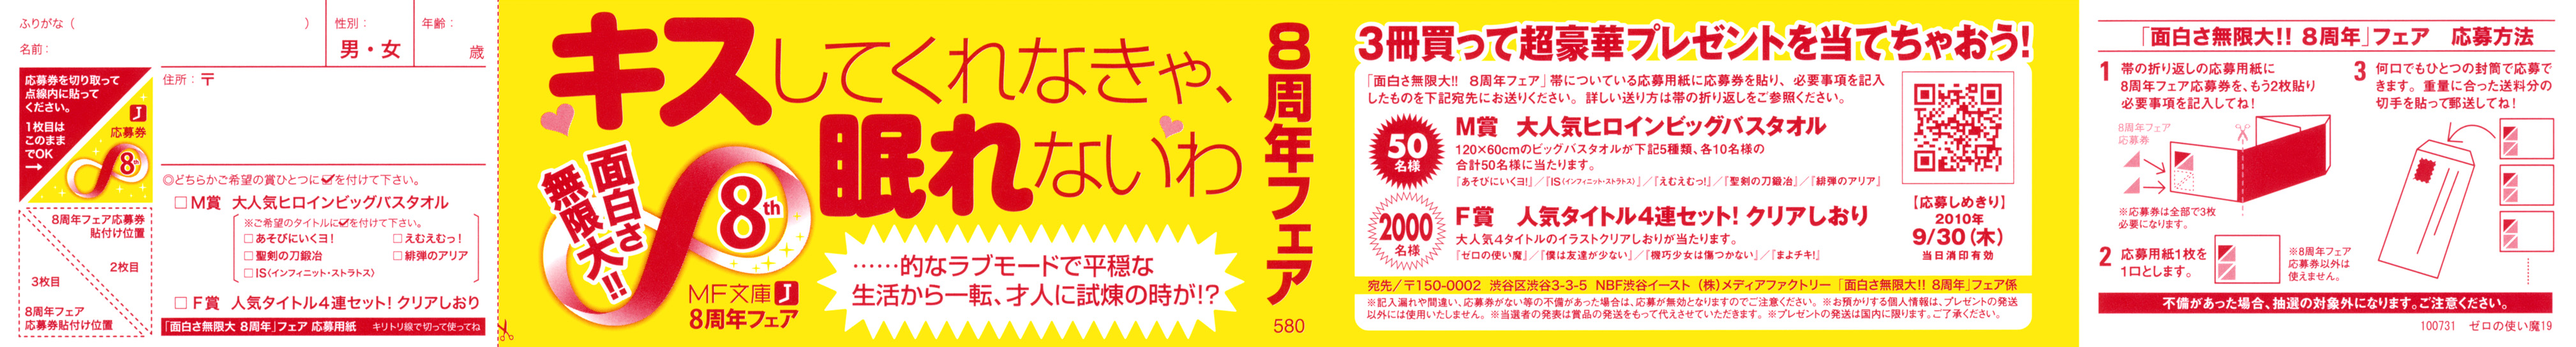 ふりがな（　　　）
性別：
男・女
年齢：
歳
名前：
応募券を切り取って
点線内に貼って
ください。
1枚目は
このまま
でOK
→
J
応募券
8th
住所：〒
◎どちらかご希望の賞ひとつに☑を付けて下さい。
□M賞　大人気ヒロインビッグバスタオル
※ご希望のタイトルに☑を付けて下さい。
□あそびにいくヨ！　□えむえむっ！
□聖剣の刀鍛冶　□緋弾のアリア
□IS〈インフィニット・ストラトス〉
□F賞　人気タイトル4連セット！クリアしおり
8周年フェア応募券
貼付け位置
2枚目
3枚目
8周年フェア
応募券貼付け位置
「面白さ無限大 8周年」フェア 応募用紙　キリトリ線で切って使ってね
キスしてくれなきゃ、
眠れないわ
面白さ
無限大!!
8th
MF文庫J
8周年フェア
……的なラブモードで平穏な
生活から一転、才人に試煉の時が!?
8周年フェア
580
3冊買って超豪華プレゼントを当てちゃおう!
「面白さ無限大!!　8周年フェア」帯についている応募用紙に応募券を貼り、必要事項を記入
したものを下記宛先にお送りください。詳しい送り方は帯の折り返しをご参照ください。
50
名様
M賞　大人気ヒロインビッグバスタオル
120×60cmのビッグバスタオルが下記5種類、各10名様の
合計50名様に当たります。
『あそびにいくヨ!』／『IS〈インフィニット・ストラトス〉』／『えむえむっ!』／『聖剣の刀鍛冶』／『緋弾のアリア』
2000
名様
F賞　人気タイトル4連セット! クリアしおり
大人気4タイトルのイラストクリアしおりが当たります。
『ゼロの使い魔』／『僕は友達が少ない』／『機巧少女は傷つかない』／『まよチキ!』
【応募しめきり】
2010年
9/30（木）
当日消印有効
宛先／〒150-0002　渋谷区渋谷3-3-5　NBF渋谷イースト（株）メディアファクトリー「面白さ無限大!! 8周年」フェア係
※記入漏れや間違い、応募券がない等の不備があった場合は、応募が無効となりますのでご注意ください。※お預かりする個人情報は、プレゼントの発送
以外には使用いたしません。※当選者の発表は賞品の発送をもって代えさせていただきます。※プレゼントの発送は国内に限ります。ご了承ください。
「面白さ無限大!! 8周年」フェア　応募方法
1 帯の折り返しの応募用紙に
8周年フェア応募券を、もう2枚貼り
必要事項を記入してね！
8周年フェア
応募券
※応募券は全部で3枚
必要になります。
2 応募用紙1枚を
1口とします。
※8周年フェア
応募券以外は
使えません。
3 何口でもひとつの封筒で応募で
きます。重量に合った送料分の
切手を貼って郵送してね！
不備があった場合、抽選の対象外になります。ご注意ください。
100731　ゼロの使い魔19